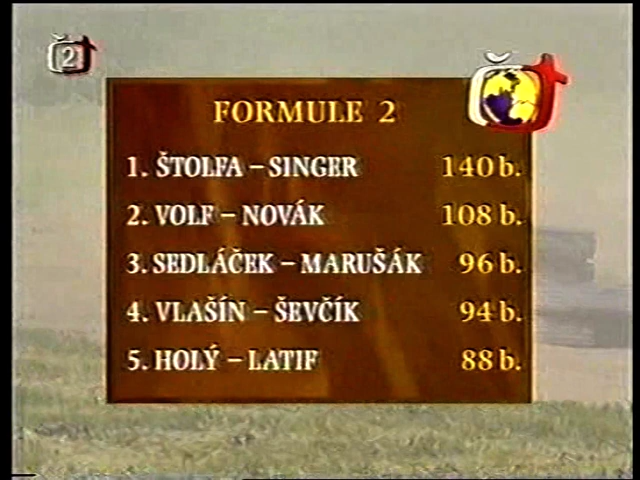 2
FORMULE 2
1. ŠTOLFA – SINGER 140 b.
2. VOLF – NOVÁK 108 b.
3. SEDLÁČEK – MARUŠÁK 96 b.
4. VLAŠÍN – ŠEVČÍK 94 b.
5. HOLÝ – LATIF 88 b.